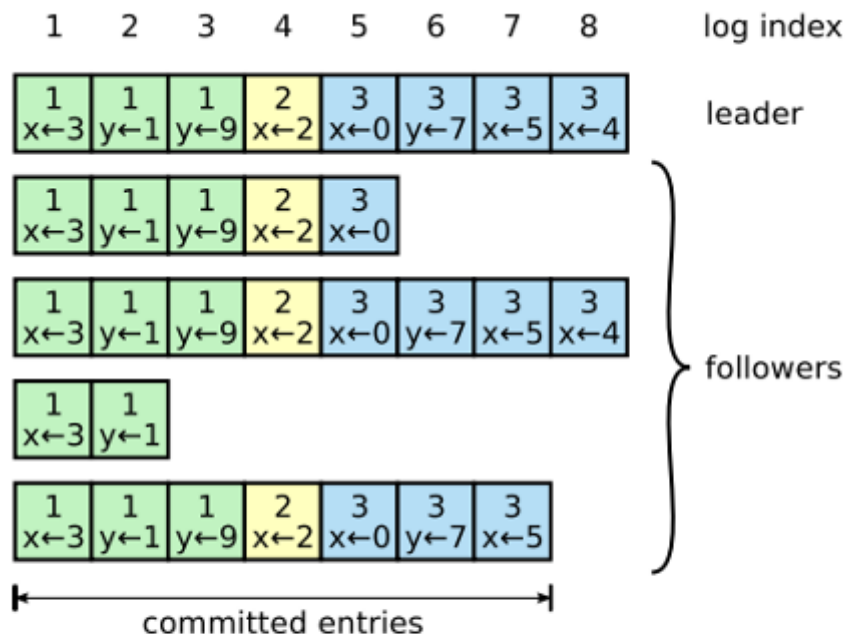 1 2 3 4 5 6 7 8 log index
1 1 1 2 3 3 3 3
x←3 y←1 y←9 x←2 x←0 y←7 x←5 x←4
leader
1 1 1 2 3
x←3 y←1 y←9 x←2 x←0
1 1 1 2 3 3 3 3
x←3 y←1 y←9 x←2 x←0 y←7 x←5 x←4
followers
1 1
x←3 y←1
1 1 1 2 3 3 3
x←3 y←1 y←9 x←2 x←0 y←7 x←5
committed entries